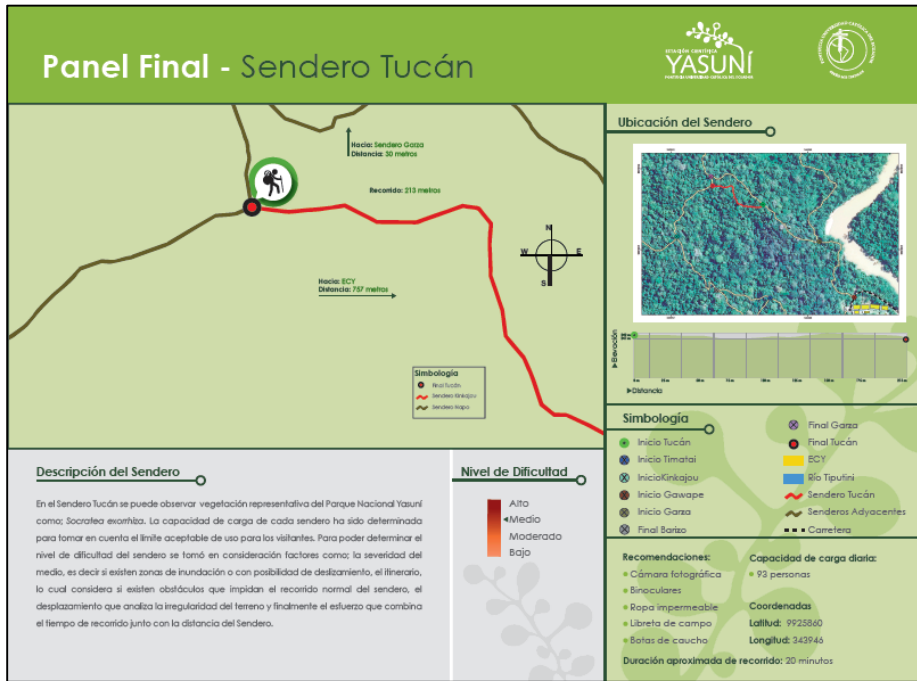 Panel Final - Sendero Tucán
ESTACIÓN CIENTÍFICA
YASUNÍ
PONTIFICIA UNIVERSIDAD CATÓLICA DEL ECUADOR
Hacia: Sendero Garza
Distancia: 30 metros
Recorrido: 213 metros
N
W E
S
Hacia: ECY
Distancia: 757 metros
Simbología
Final Tucán
Sendero Kinkajou
Sendero Napo
Ubicación del Sendero
Elevación
Distancia
Simbología
Inicio Tucán
Inicio Timatai
InicioKinkajou
Inicio Gawape
Inicio Garza
Final Barizo
Final Garza
Final Tucán
ECY
Río Tiputini
Sendero Tucán
Senderos Adyacentes
Carretera
Descripción del Sendero
En el Sendero Tucán se puede observar vegetación representativa del Parque Nacional Yasuní
como; Socratea exorrhiza. La capacidad de carga de cada sendero ha sido determinada
para tomar en cuenta el límite aceptable de uso para los visitantes. Para poder determinar el
nivel de dificultad del sendero se tomó en consideración factores como; la severidad del
medio, es decir si existen zonas de inundación o con posibilidad de deslizamiento, el itinerario,
lo cual considera si existen obstáculos que impidan el recorrido normal del sendero, el
desplazamiento que analiza la irregularidad del terreno y finalmente el esfuerzo que combina
el tiempo de recorrido junto con la distancia del Sendero.
Nivel de Dificultad
Alto
Medio
Moderado
Bajo
Recomendaciones:
Cámara fotográfica
Binoculares
Ropa impermeable
Libreta de campo
Botas de caucho
Capacidad de carga diaria:
93 personas
Coordenadas
Latitud: 9925860
Longitud: 343946
Duración aproximada de recorrido: 20 minutos